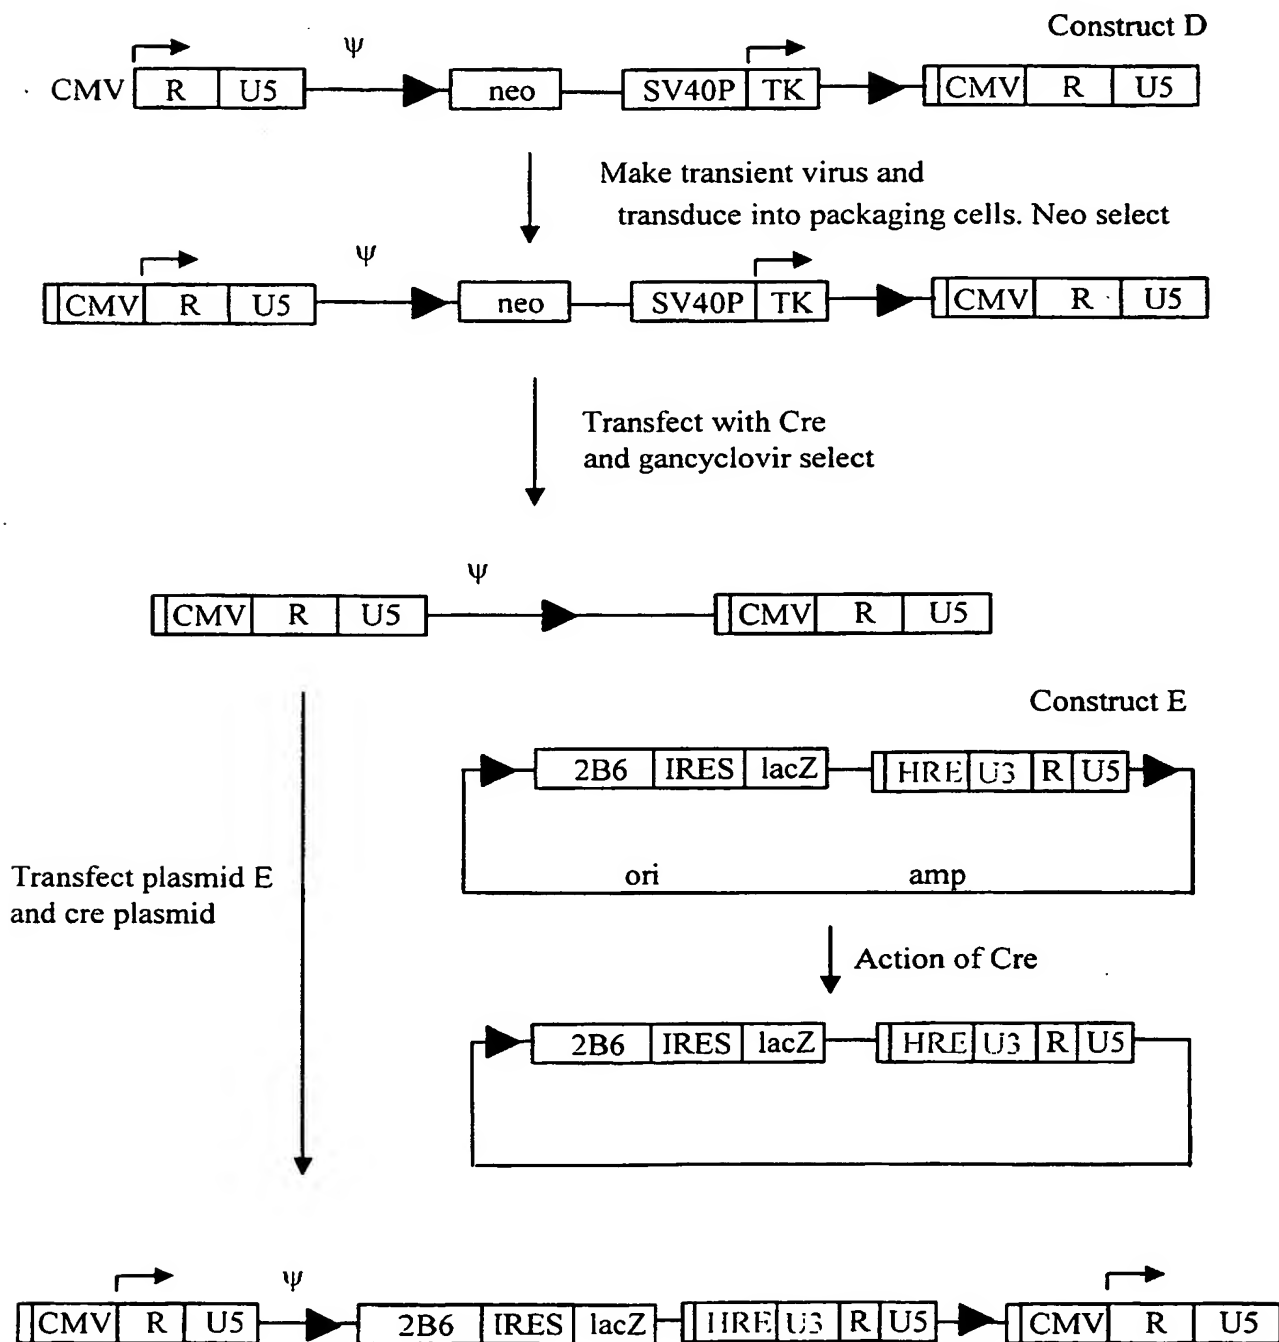 Construct D
ψ
CMV R U5 neo SV40P TK CMV R U5
Make transient virus and
transduce into packaging cells. Neo select
ψ
CMV R U5 neo SV40P TK CMV R U5
Transfect with Cre
and gancyclovir select
ψ
CMV R U5 CMV R U5
Construct E
2B6 IRES lacZ HRE U3 R U5
ori amp
Transfect plasmid E
and cre plasmid
Action of Cre
2B6 IRES lacZ HRE U3 R U5
ψ
CMV R U5 2B6 IRES lacZ HRE U3 R U5 CMV R U5